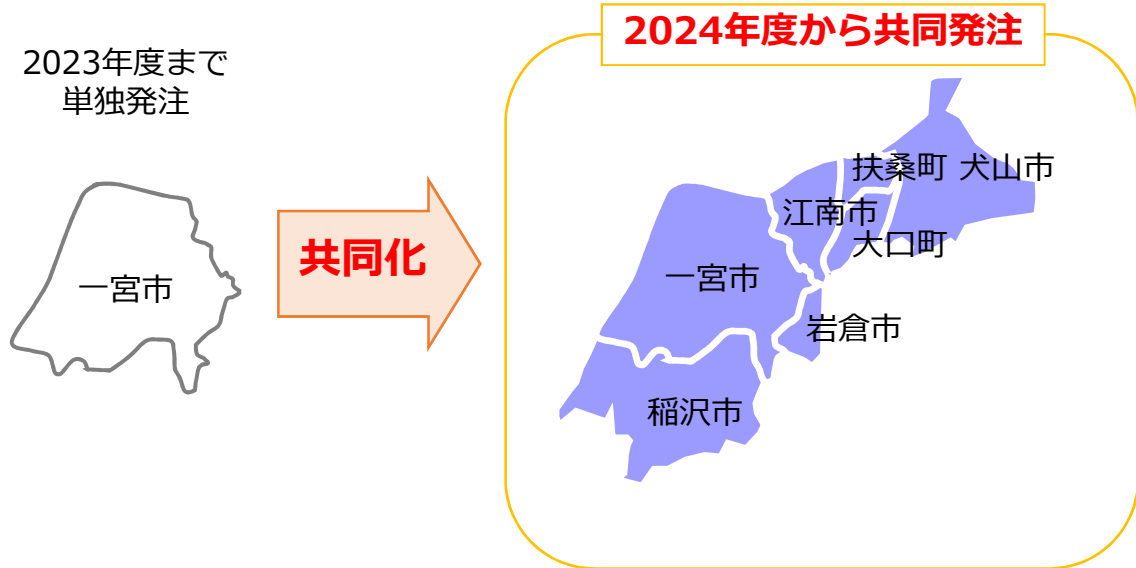 2023年度まで
単独発注
一宮市
共同化
2024年度から共同発注
扶桑町
犬山市
江南市
大口町
一宮市
岩倉市
稲沢市